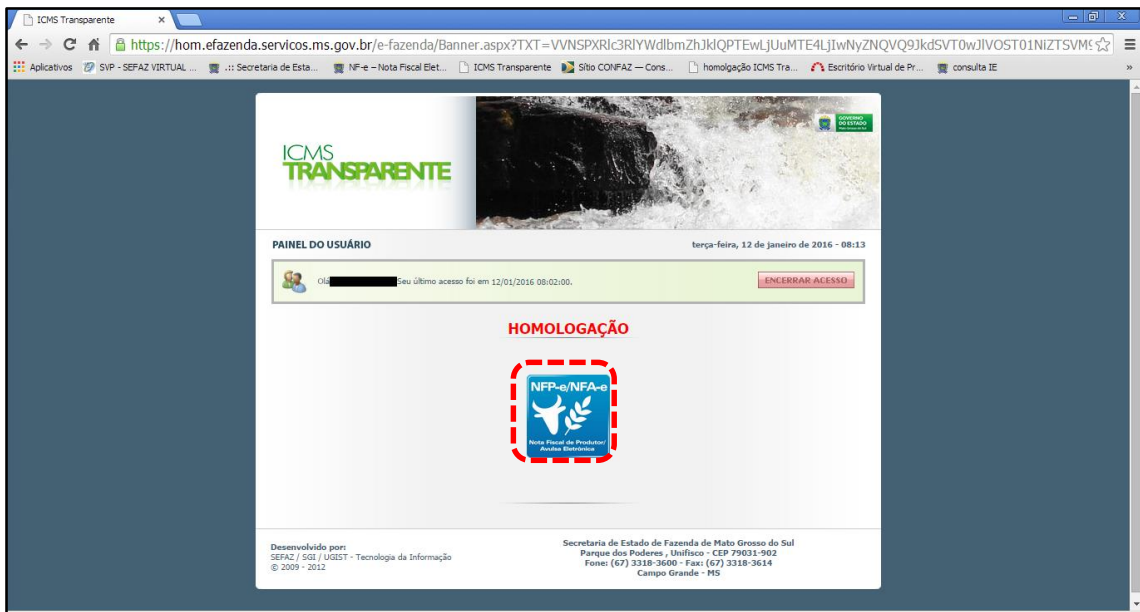 ICMS Transparente
https://hom.efazenda.servicos.ms.gov.br/e-fazenda/Banner.aspx?TXT=
Aplicativos SVP - SEFAZ VIRTUAL ... .::: Secretaria de Esta... NF-e – Nota Fiscal Elet... ICMS Transparente Sítio CONFAZ — Cons... homolgação ICMS Tra... Escritório Virtual de Pr... consulta IE »
GOVERNO
DO ESTADO
Mato Grosso do Sul
ICMS
TRANSPARENTE
PAINEL DO USUÁRIO terça-feira, 12 de janeiro de 2016 - 08:13
Olá Seu último acesso foi em 12/01/2016 08:02:00. ENCERRAR ACESSO
HOMOLOGAÇÃO
NFP-e/NFA-e
Nota Fiscal de Produtor/
Avulsa Eletrônica
Desenvolvido por:
SEFAZ / SGI / UGIST - Tecnologia da Informação
© 2009 - 2012
Secretaria de Estado de Fazenda de Mato Grosso do Sul
Parque dos Poderes , Unifisco - CEP 79031-902
Fone: (67) 3318-3600 - Fax: (67) 3318-3614
Campo Grande - MS